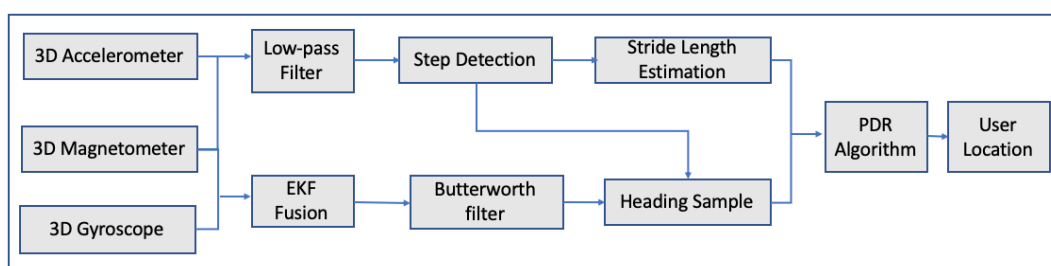 3D Accelerometer
Low-pass
Filter
Step Detection
Stride Length
Estimation
3D Magnetometer
PDR
Algorithm
User
Location
EKF
Fusion
Butterworth
filter
Heading Sample
3D Gyroscope